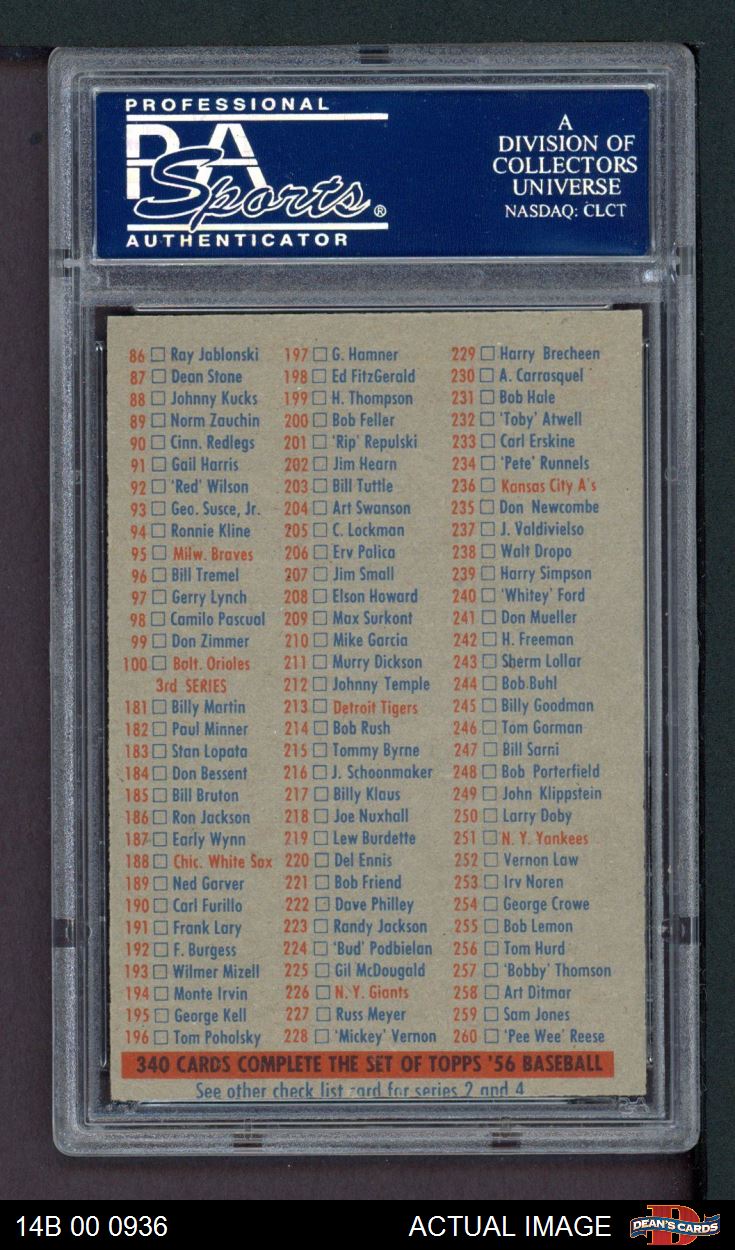 PROFESSIONAL
PSA
Sports®
AUTHENTICATOR
A
DIVISION OF
COLLECTORS
UNIVERSE
NASDAQ: CLCT
86 Ray Jablonski
87 Dean Stone
88 Johnny Kucks
89 Norm Zauchin
90 Cinn. Redlegs
91 Gail Harris
92 'Red' Wilson
93 Geo. Susce, Jr.
94 Ronnie Kline
95 Milw. Braves
96 Bill Tremel
97 Gerry Lynch
98 Camilo Pascual
99 Don Zimmer
100 Balt. Orioles
3rd SERIES
181 Billy Martin
182 Paul Minner
183 Stan Lopata
184 Don Bessent
185 Bill Bruton
186 Ron Jackson
187 Early Wynn
188 Chic. White Sox
189 Ned Garver
190 Carl Furillo
191 Frank Lary
192 F. Burgess
193 Wilmer Mizell
194 Monte Irvin
195 George Kell
196 Tom Poholsky
197 G. Hamner
198 Ed FitzGerald
199 H. Thompson
200 Bob Feller
201 'Rip' Repulski
202 Jim Hearn
203 Bill Tuttle
204 Art Swanson
205 C. Lockman
206 Erv Palica
207 Jim Small
208 Elson Howard
209 Max Surkont
210 Mike Garcia
211 Murry Dickson
212 Johnny Temple
213 Detroit Tigers
214 Bob Rush
215 Tommy Byrne
216 J. Schoonmaker
217 Billy Klaus
218 Joe Nuxhall
219 Lew Burdette
220 Del Ennis
221 Bob Friend
222 Dave Philley
223 Randy Jackson
224 'Bud' Podbielan
225 Gil McDougald
226 N. Y. Giants
227 Russ Meyer
228 'Mickey' Vernon
229 Harry Brecheen
230 A. Carrasquel
231 Bob Hale
232 'Toby' Atwell
233 Carl Erskine
234 'Pete' Runnels
236 Kansas City A's
235 Don Newcombe
237 J. Valdivielso
238 Walt Dropo
239 Harry Simpson
240 'Whitey' Ford
241 Don Mueller
242 H. Freeman
243 Sherm Lollar
244 Bob Buhl
245 Billy Goodman
246 Tom Gorman
247 Bill Sarni
248 Bob Porterfield
249 John Klippstein
250 Larry Doby
251 N. Y. Yankees
252 Vernon Law
253 Irv Noren
254 George Crowe
255 Bob Lemon
256 Tom Hurd
257 'Bobby' Thomson
258 Art Ditmar
259 Sam Jones
260 'Pee Wee' Reese
340 CARDS COMPLETE THE SET OF TOPPS '56 BASEBALL
See other check list card for series 2 and 4
PSA
14B 00 0936
ACTUAL IMAGE
D
DEAN'S CARDS